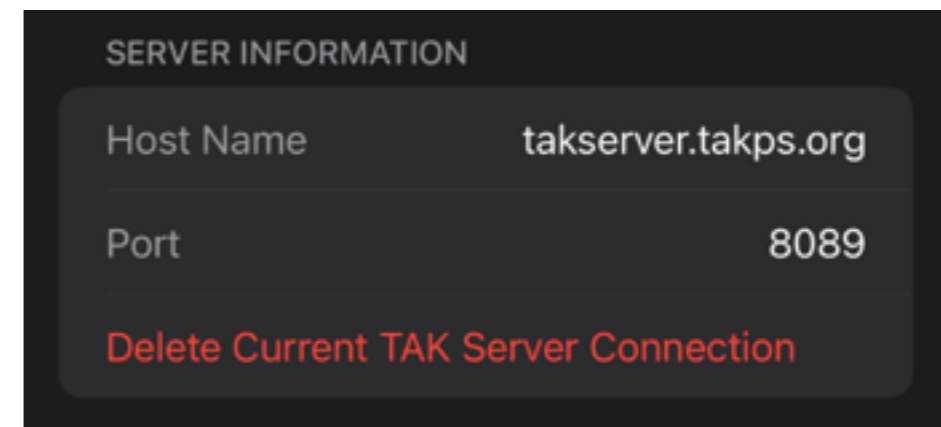 SERVER INFORMATION
Host Name takserver.takps.org
Port 8089
Delete Current TAK Server Connection